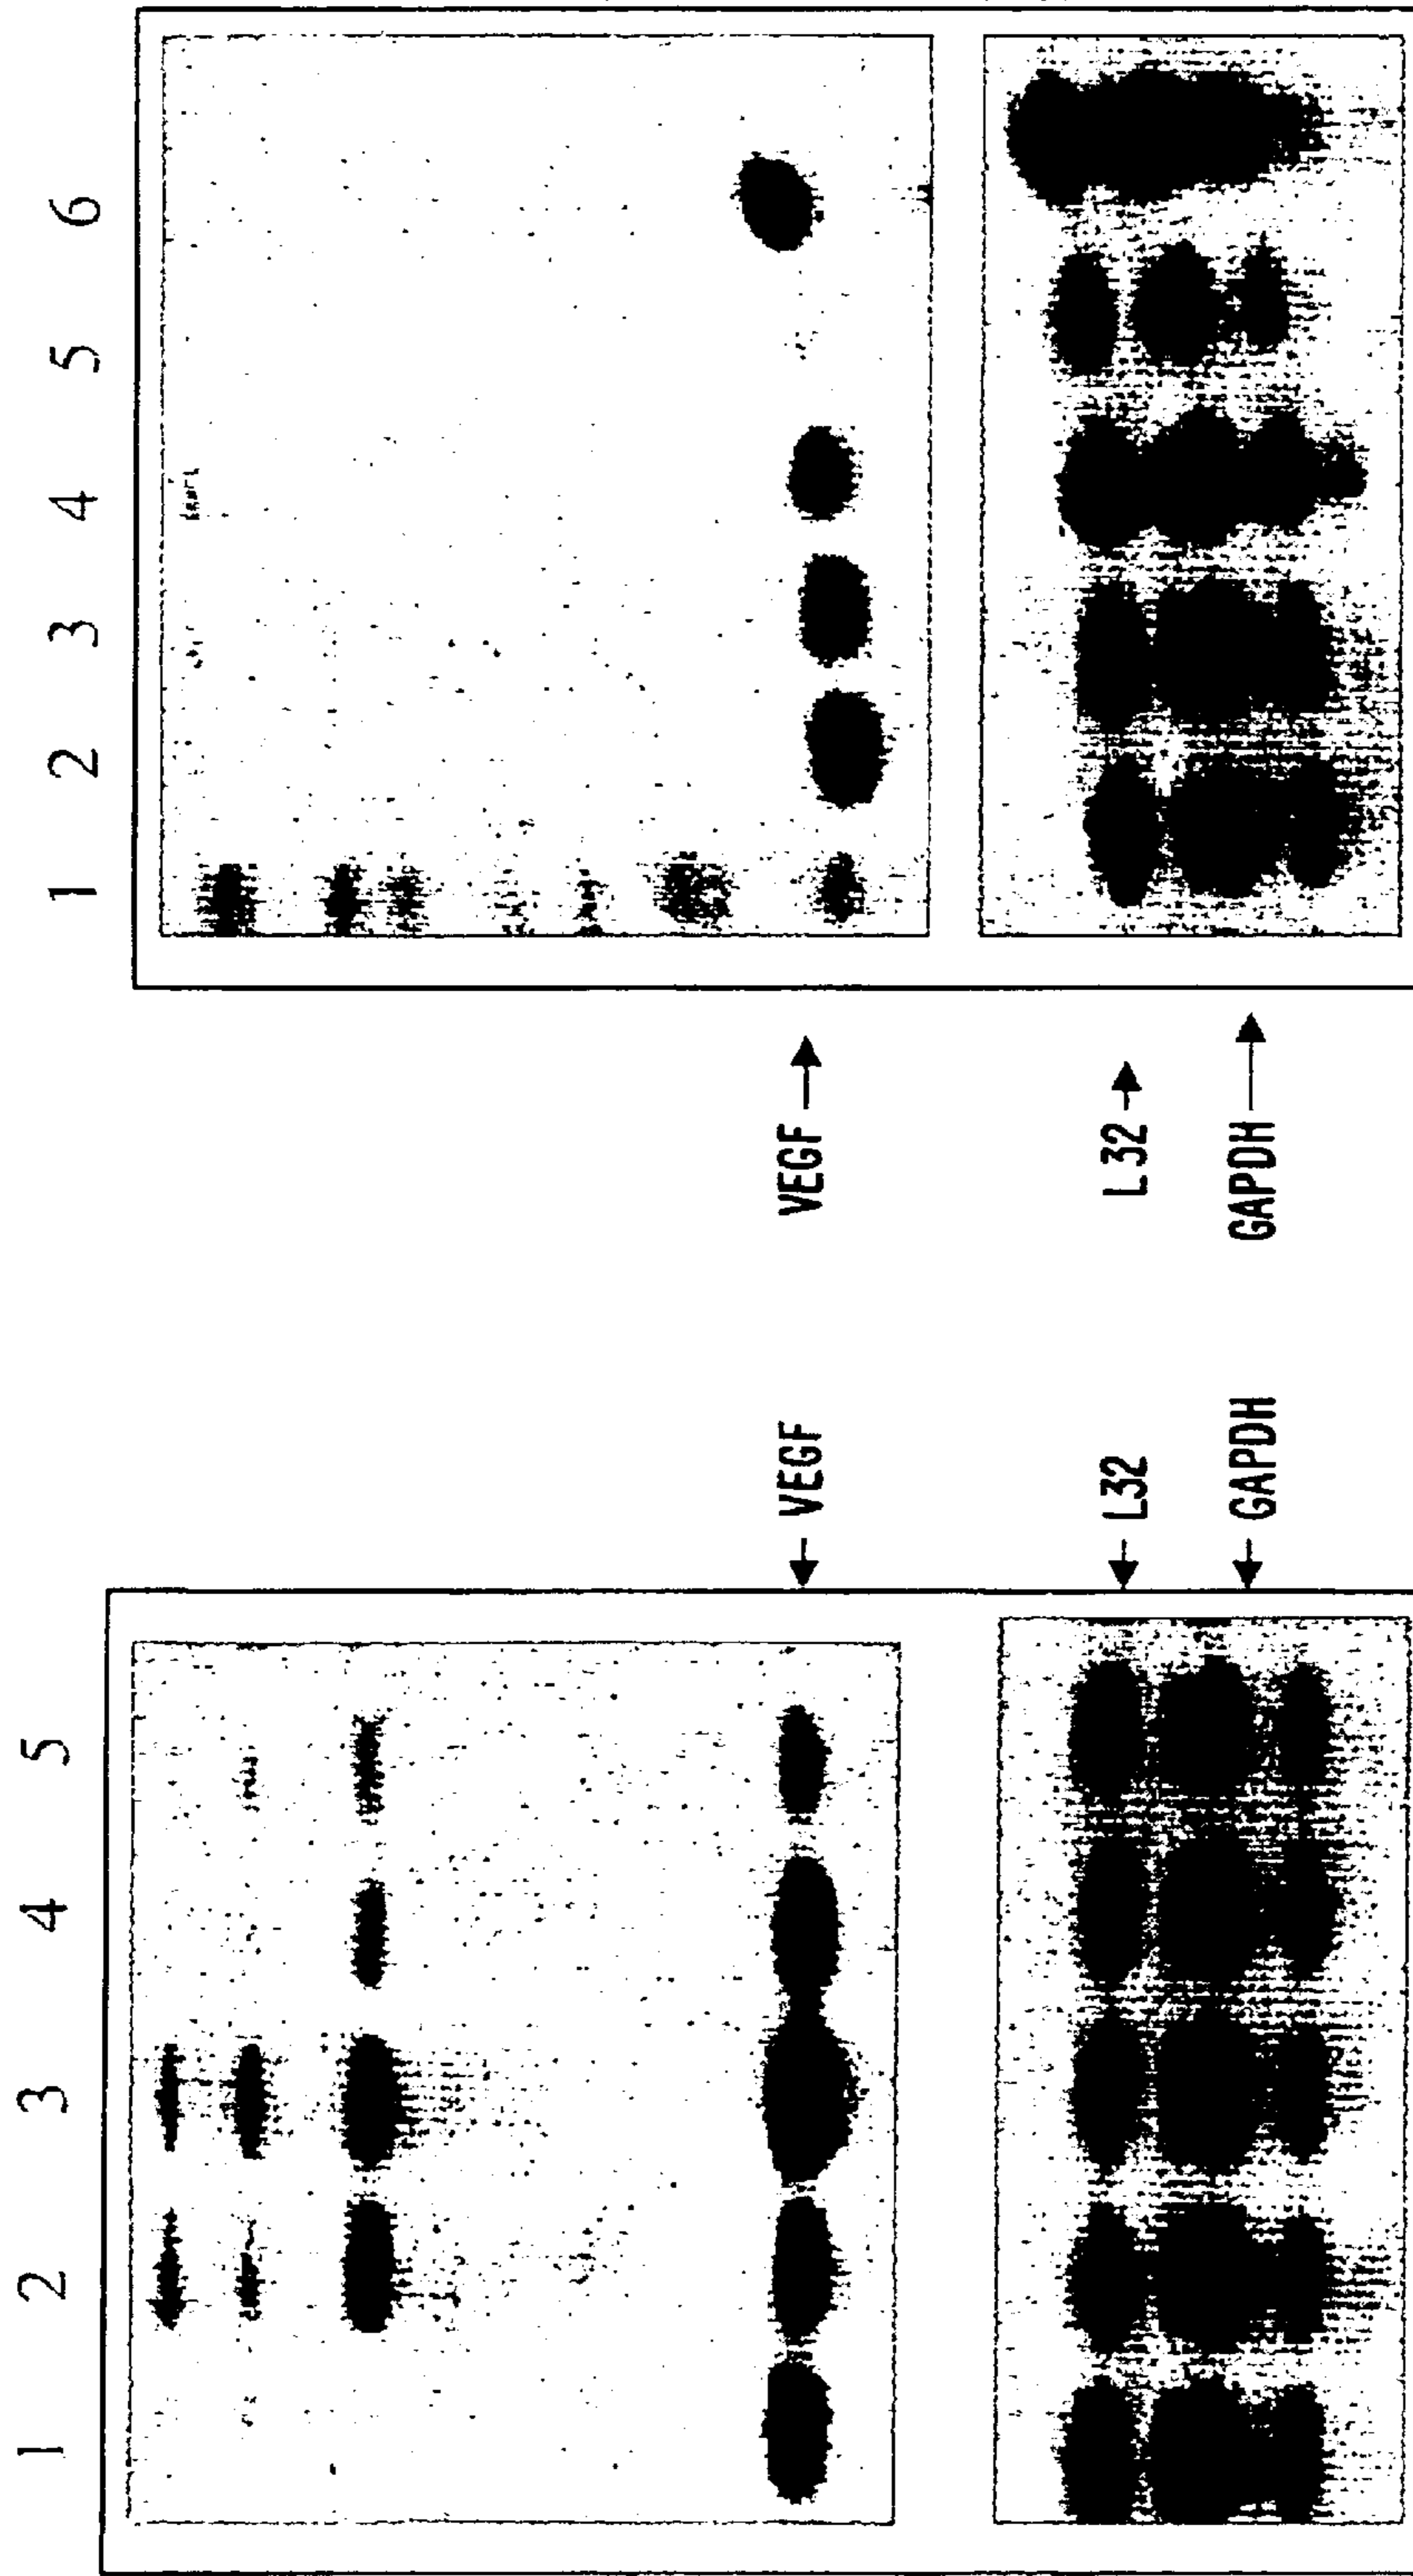 1 2 3 4 5
← VEGF
← L32
← GAPDH
1 2 3 4 5 6
VEGF →
L32 →
GAPDH →